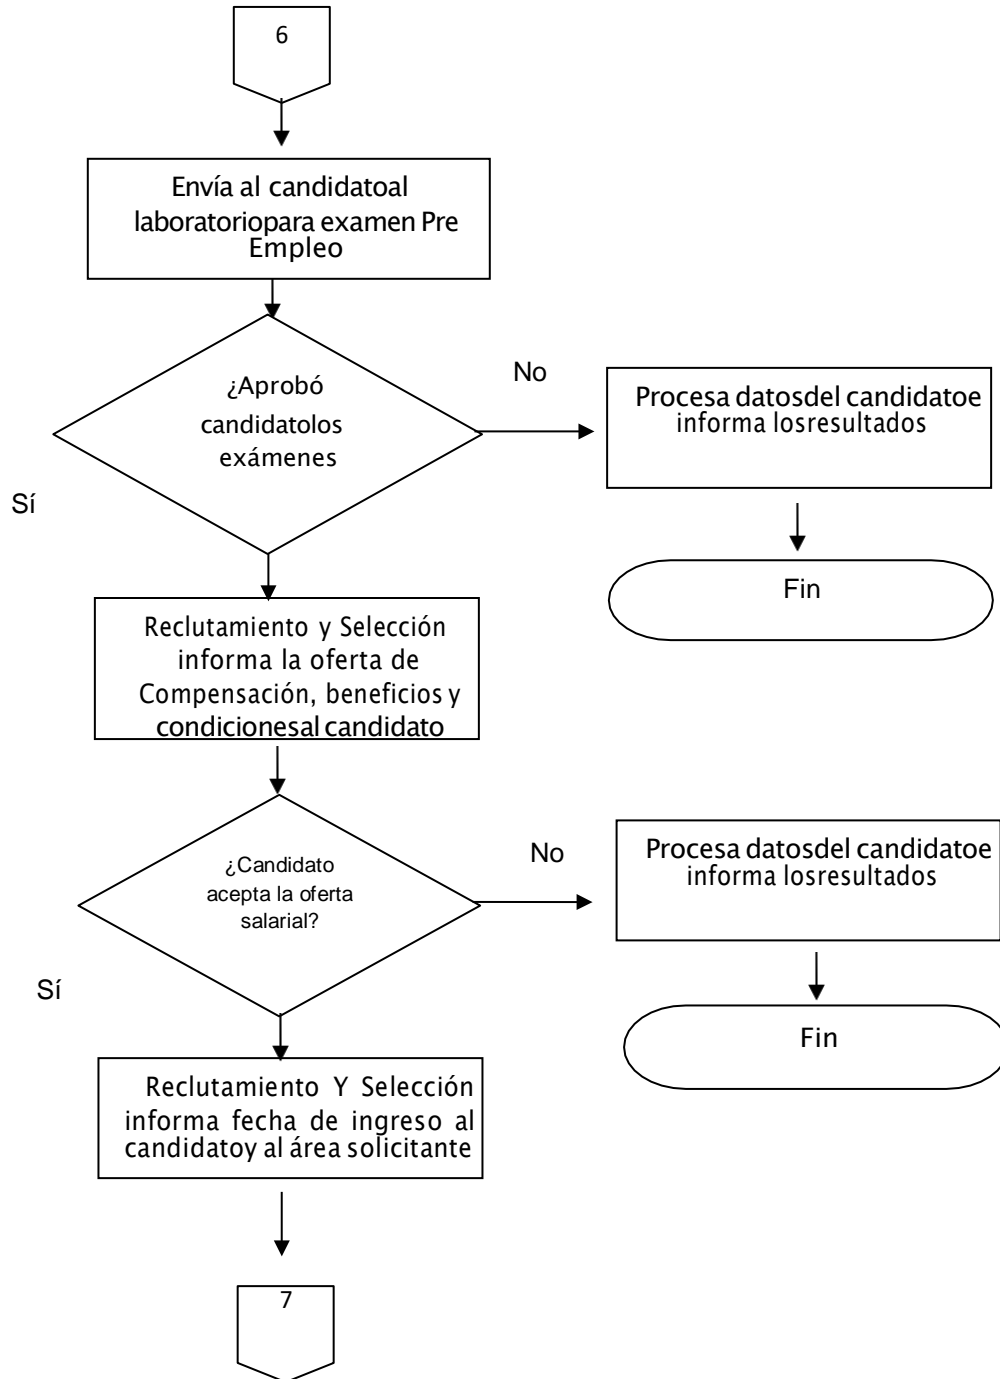 6
Envía al candidatoal
laboratoriopara examen Pre
Empleo
¿Aprobó
candidatolos
exámenes
No
Procesa datosdel candidatoe
informa losresultados
Sí
Fin
Reclutamiento y Selección
informa la oferta de
Compensación, beneficios y
condicionesal candidato
¿Candidato
acepta la oferta
salarial?
No
Procesa datosdel candidatoe
informa losresultados
Sí
Fin
Reclutamiento Y Selección
informa fecha de ingreso al
candidatoy al área solicitante
7